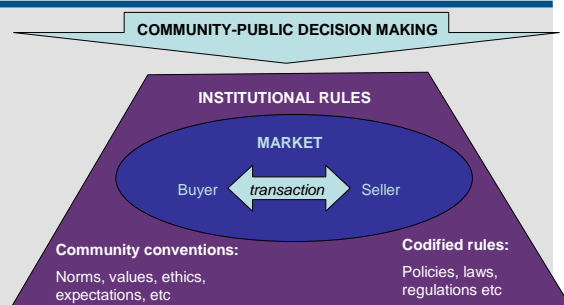 COMMUNITY-PUBLIC DECISION MAKING
INSTITUTIONAL RULES
MARKET
Buyer transaction Seller
Community conventions:
Norms, values, ethics,
expectations, etc
Codified rules:
Policies, laws,
regulations etc